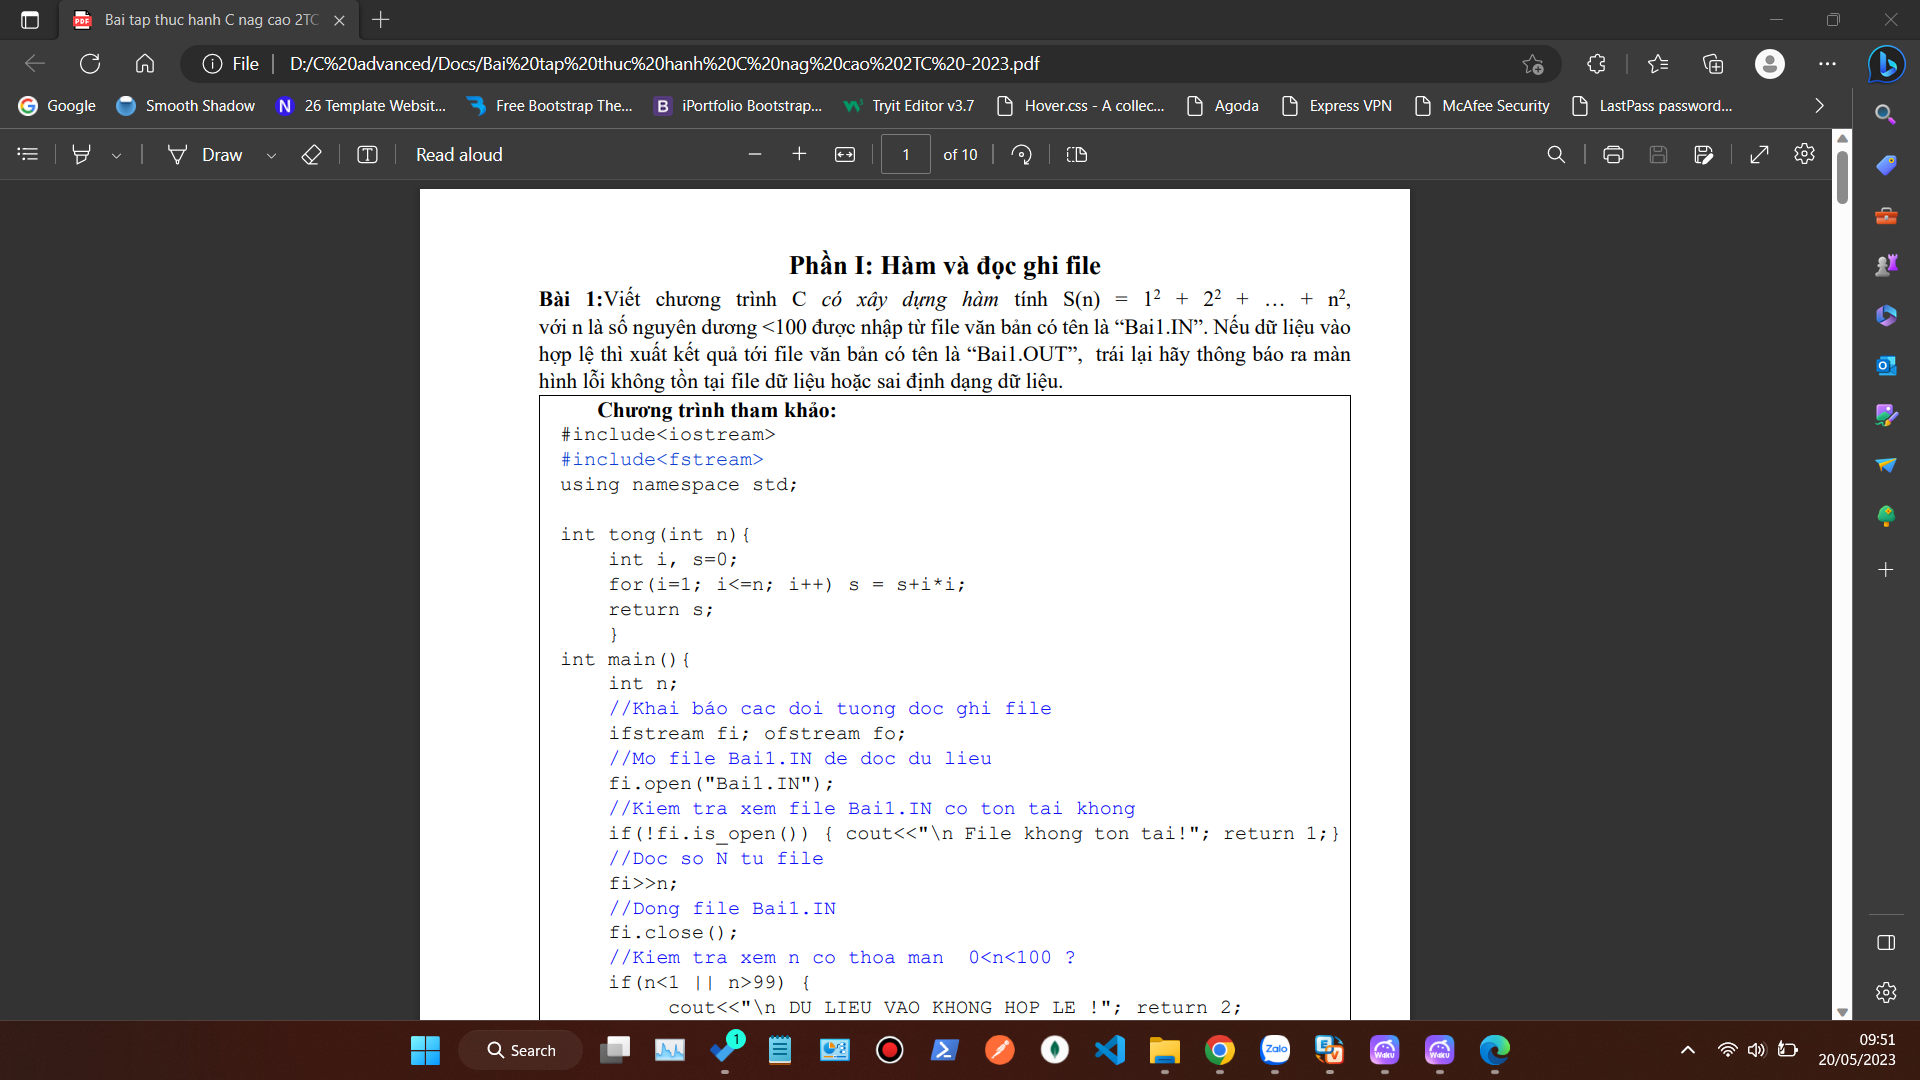 Bai tap thuc hanh C nag cao 2TC
File
D:/C%20advanced/Docs/Bai%20tap%20thuc%20hanh%20C%20nag%20cao%202TC%20-2023.pdf
Google
Smooth Shadow
26 Template Websit...
Free Bootstrap The...
iPortfolio Bootstrap...
Tryit Editor v3.7
Hover.css - A collec...
Agoda
Express VPN
McAfee Security
LastPass password...
Draw
Read aloud
1
of 10
Phần I: Hàm và đọc ghi file
Bài 1:Viết chương trình C có xây dựng hàm tính S(n) = 1² + 2² + … + n²,
với n là số nguyên dương <100 được nhập từ file văn bản có tên là “Bai1.IN”. Nếu dữ liệu vào
hợp lệ thì xuất kết quả tới file văn bản có tên là “Bai1.OUT”, trái lại hãy thông báo ra màn
hình lỗi không tồn tại file dữ liệu hoặc sai định dạng dữ liệu.
Chương trình tham khảo:
#include<iostream>
#include<fstream>
using namespace std;
int tong(int n){
int i, s=0;
for(i=1; i<=n; i++) s = s+i*i;
return s;
}
int main(){
int n;
//Khai báo cac doi tuong doc ghi file
ifstream fi; ofstream fo;
//Mo file Bai1.IN de doc du lieu
fi.open("Bai1.IN");
//Kiem tra xem file Bai1.IN co ton tai khong
if(!fi.is_open()) { cout<<"\n File khong ton tai!"; return 1;}
//Doc so N tu file
fi>>n;
//Dong file Bai1.IN
fi.close();
//Kiem tra xem n co thoa man  0<n<100 ?
if(n<1 || n>99) {
cout<<"\n DU LIEU VAO KHONG HOP LE !"; return 2;
Search
1
Zalo
Waku
Waku
09:51
20/05/2023